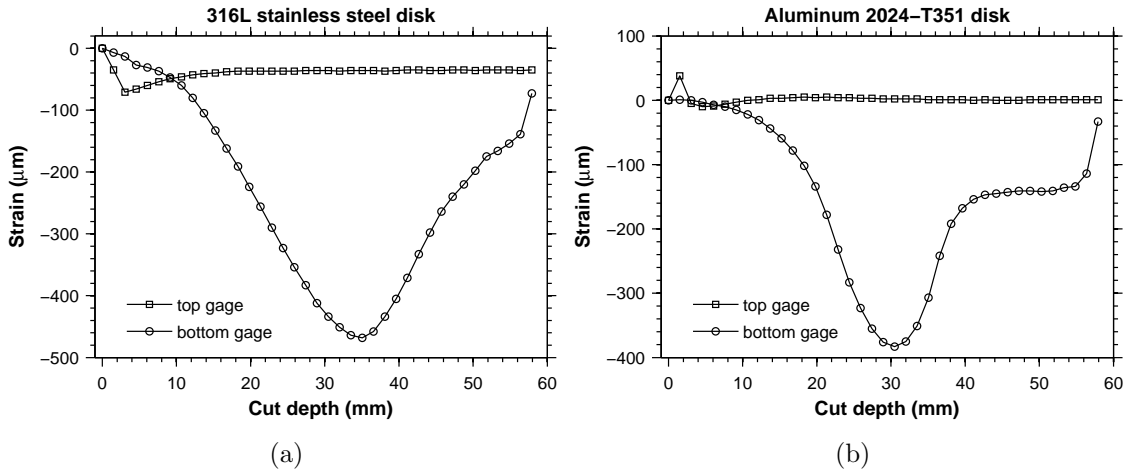 316L stainless steel disk
0
−100
−200
−300
−400
−500
Strain (μm)
top gage
bottom gage
0 10 20 30 40 50 60
Cut depth (mm)
(a)
Aluminum 2024−T351 disk
100
0
−100
−200
−300
−400
Strain (μm)
top gage
bottom gage
0 10 20 30 40 50 60
Cut depth (mm)
(b)